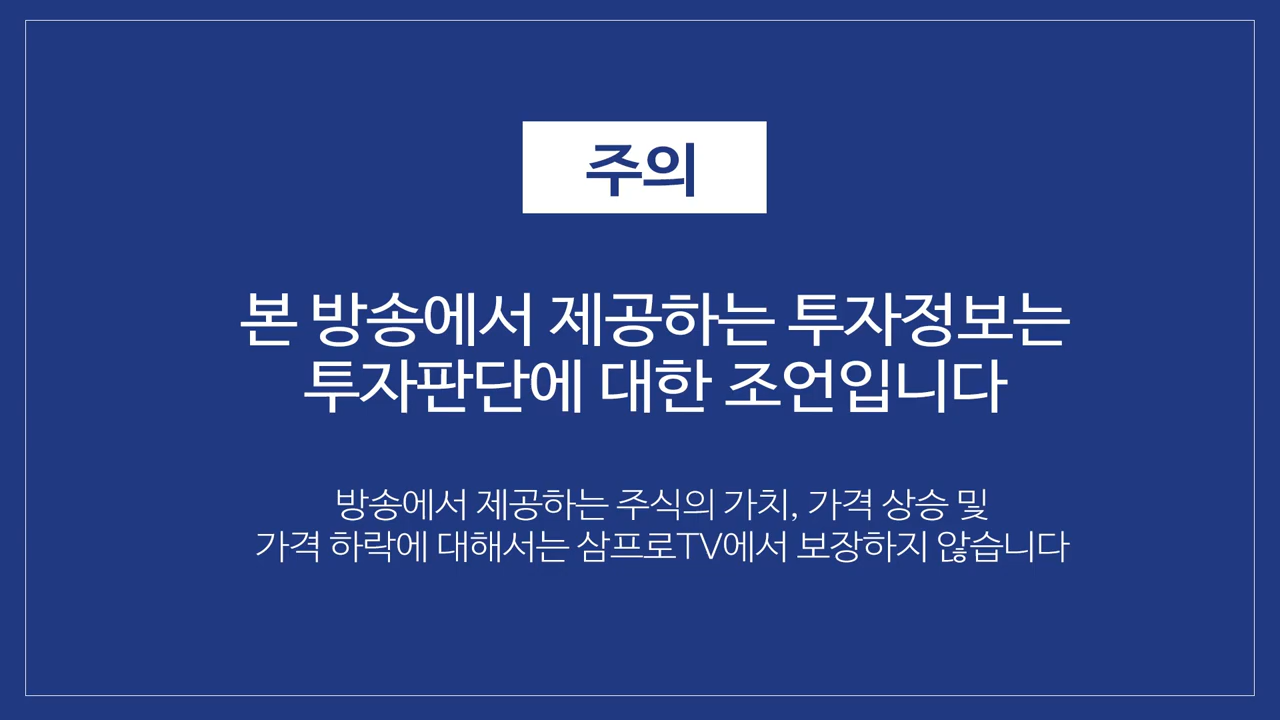 주의
본 방송에서 제공하는 투자정보는
투자판단에 대한 조언입니다
방송에서 제공하는 주식의 가치, 가격 상승 및
가격 하락에 대해서는 삼프로TV에서 보장하지 않습니다